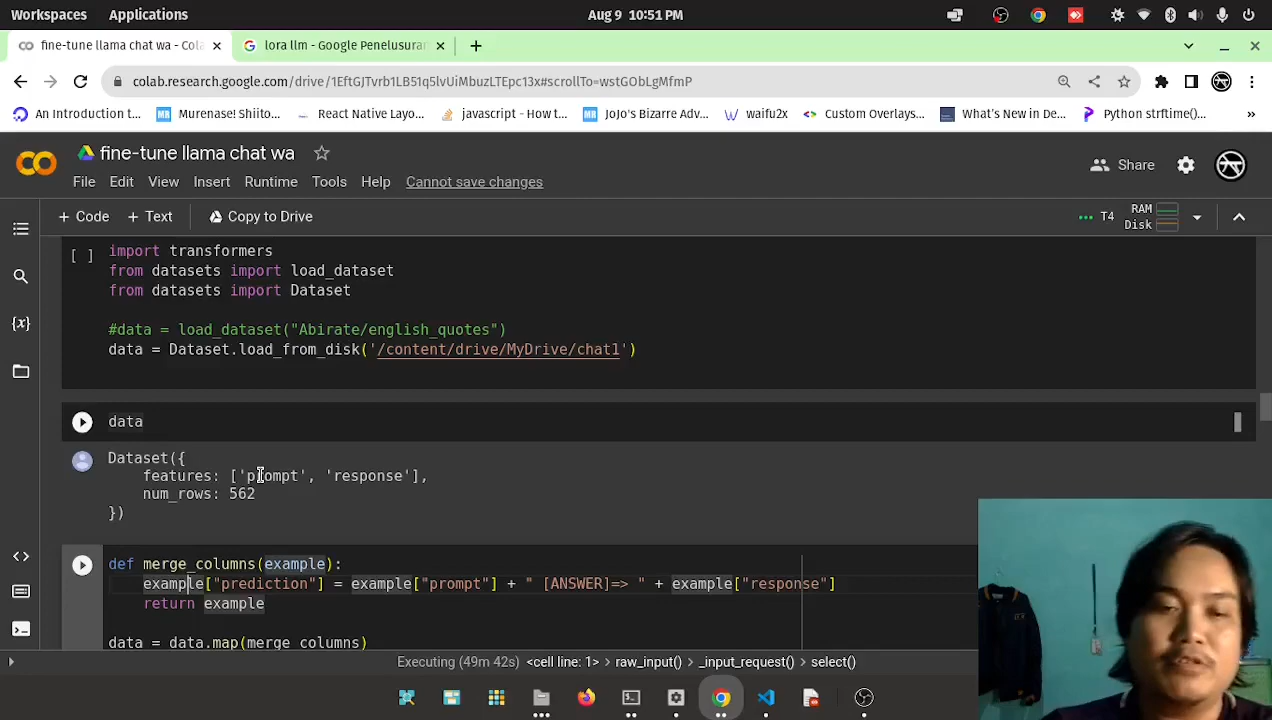 Workspaces Applications Aug 9 10:51 PM
fine-tune llama chat wa - Cola lora llm - Google Penelusuran
colab.research.google.com/drive/1EftGJTvrb1LB51q5lvUiMbuzLTEpc13x#scrollTo=wstGObLgMfmP
An Introduction t... Murenase! Shiito... React Native Layo... javascript - How t... JoJo's Bizarre Adv... waifu2x Custom Overlays... What's New in De... Python strftime()... »
fine-tune llama chat wa
Share
File Edit View Insert Runtime Tools Help Cannot save changes
+ Code + Text Copy to Drive T4 RAM
Disk
[ ] import transformers
from datasets import load_dataset
from datasets import Dataset
#data = load_dataset("Abirate/english_quotes")
data = Dataset.load_from_disk('/content/drive/MyDrive/chat1')
data
Dataset({
features: ['prompt', 'response'],
num_rows: 562
})
def merge_columns(example):
example["prediction"] = example["prompt"] + " [ANSWER]=> " + example["response"]
return example
data = data.map(merge_columns)
Executing (49m 42s) <cell line: 1> raw_input() _input_request() select()